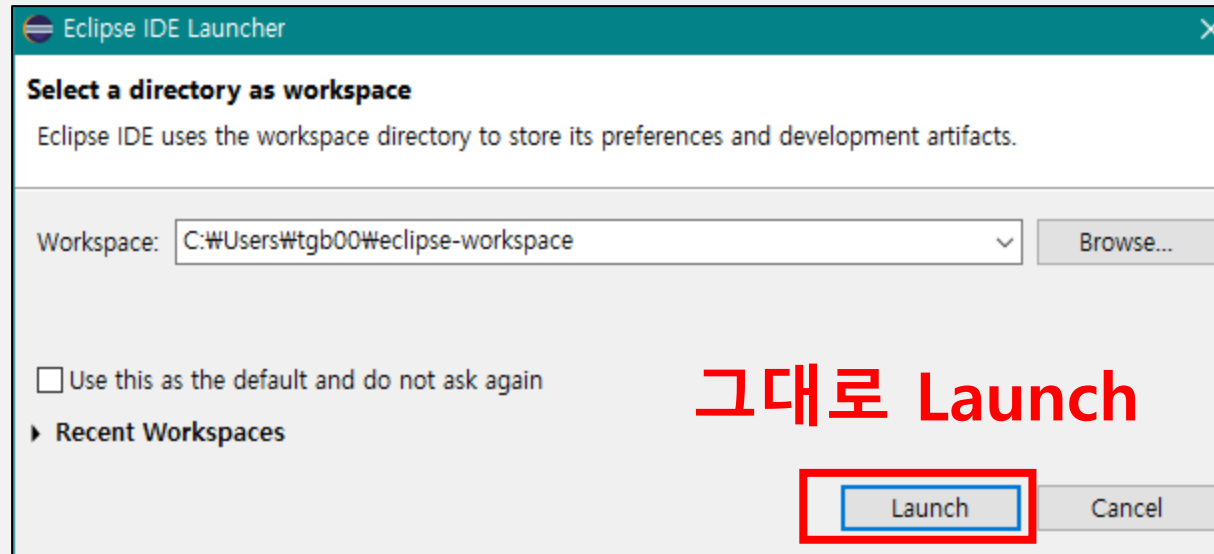 Eclipse IDE Launcher
Select a directory as workspace
Eclipse IDE uses the workspace directory to store its preferences and development artifacts.
Workspace: C:₩Users₩tgb00₩eclipse-workspace Browse...
Use this as the default and do not ask again
그대로 Launch
Recent Workspaces
Launch Cancel